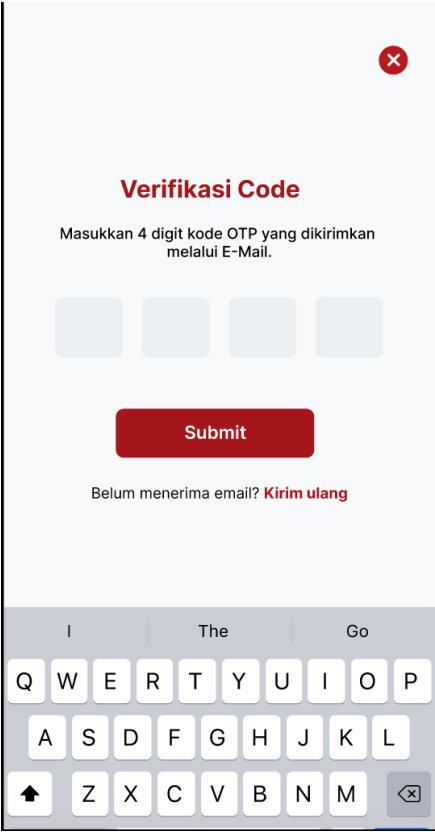 Verifikasi Code
Masukkan 4 digit kode OTP yang dikirimkan
melalui E-Mail.
Submit
Belum menerima email? Kirim ulang
I The Go
Q W E R T Y U I O P
A S D F G H J K L
Z X C V B N M